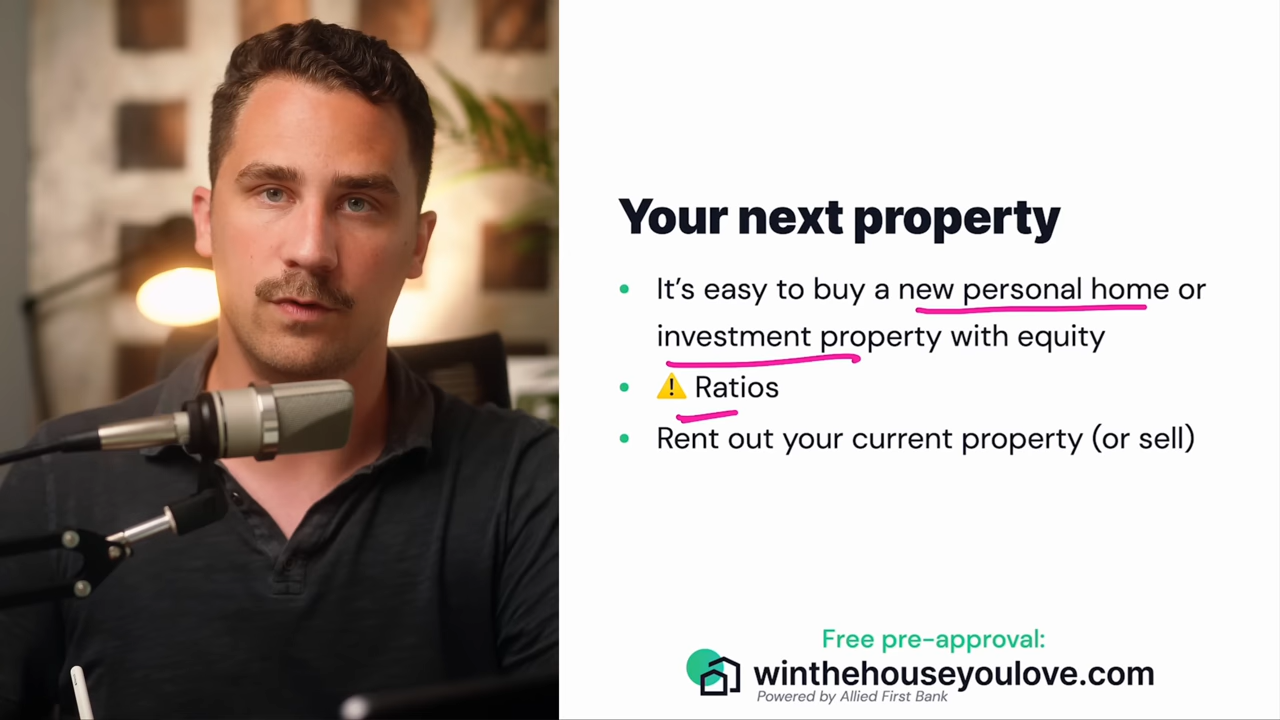 Your next property
• It’s easy to buy a new personal home or
investment property with equity
• ⚠️ Ratios
• Rent out your current property (or sell)
Free pre-approval:
winthehouseyoulove.com
Powered by Allied First Bank